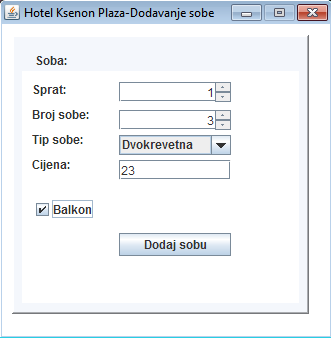 Hotel Ksenon Plaza-Dodavanje sobe
Soba:
Sprat: 1
Broj sobe: 3
Tip sobe: Dvokrevetna
Cijena: 23
Balkon
Dodaj sobu